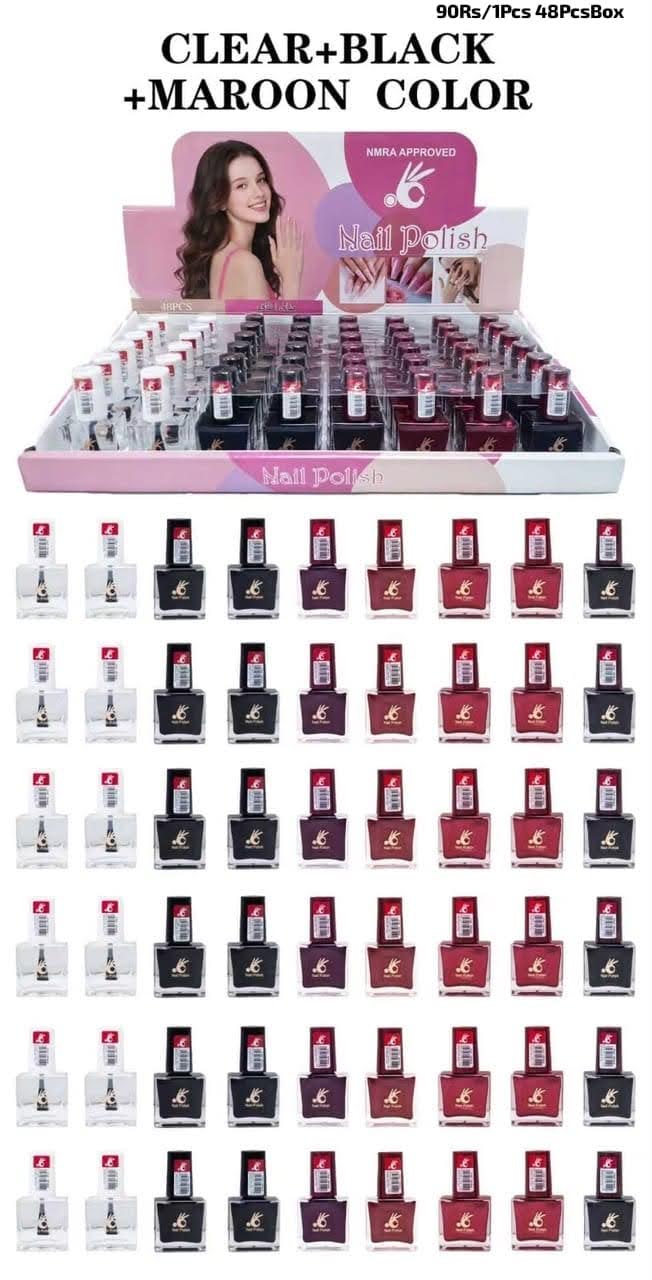 90Rs/1Pcs 48PcsBox
CLEAR+BLACK
+MAROON COLOR
NMRA APPROVED
Nail Polish
48PCS
Nail Polish